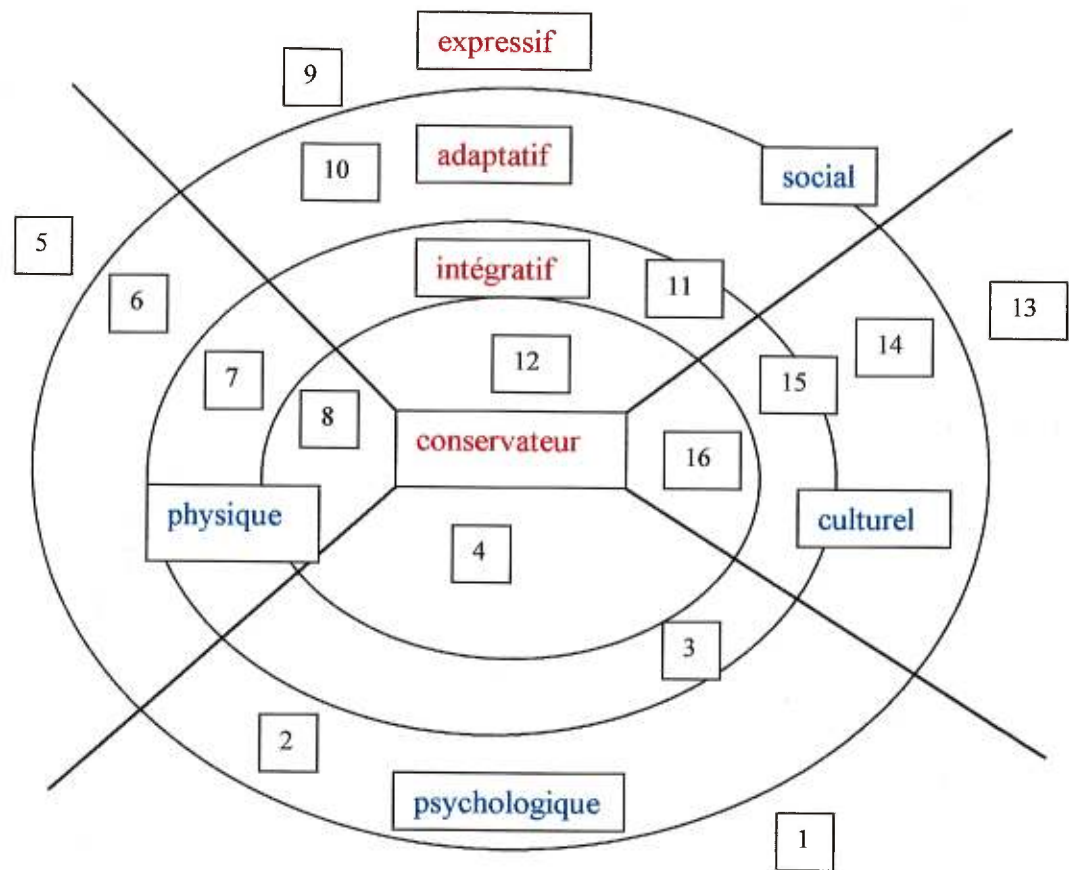 expressif
9
adaptatif
10
social
5
intégratif
11
6
13
12
14
7
15
8
conservateur
16
physique
culturel
4
3
2
psychologique
1